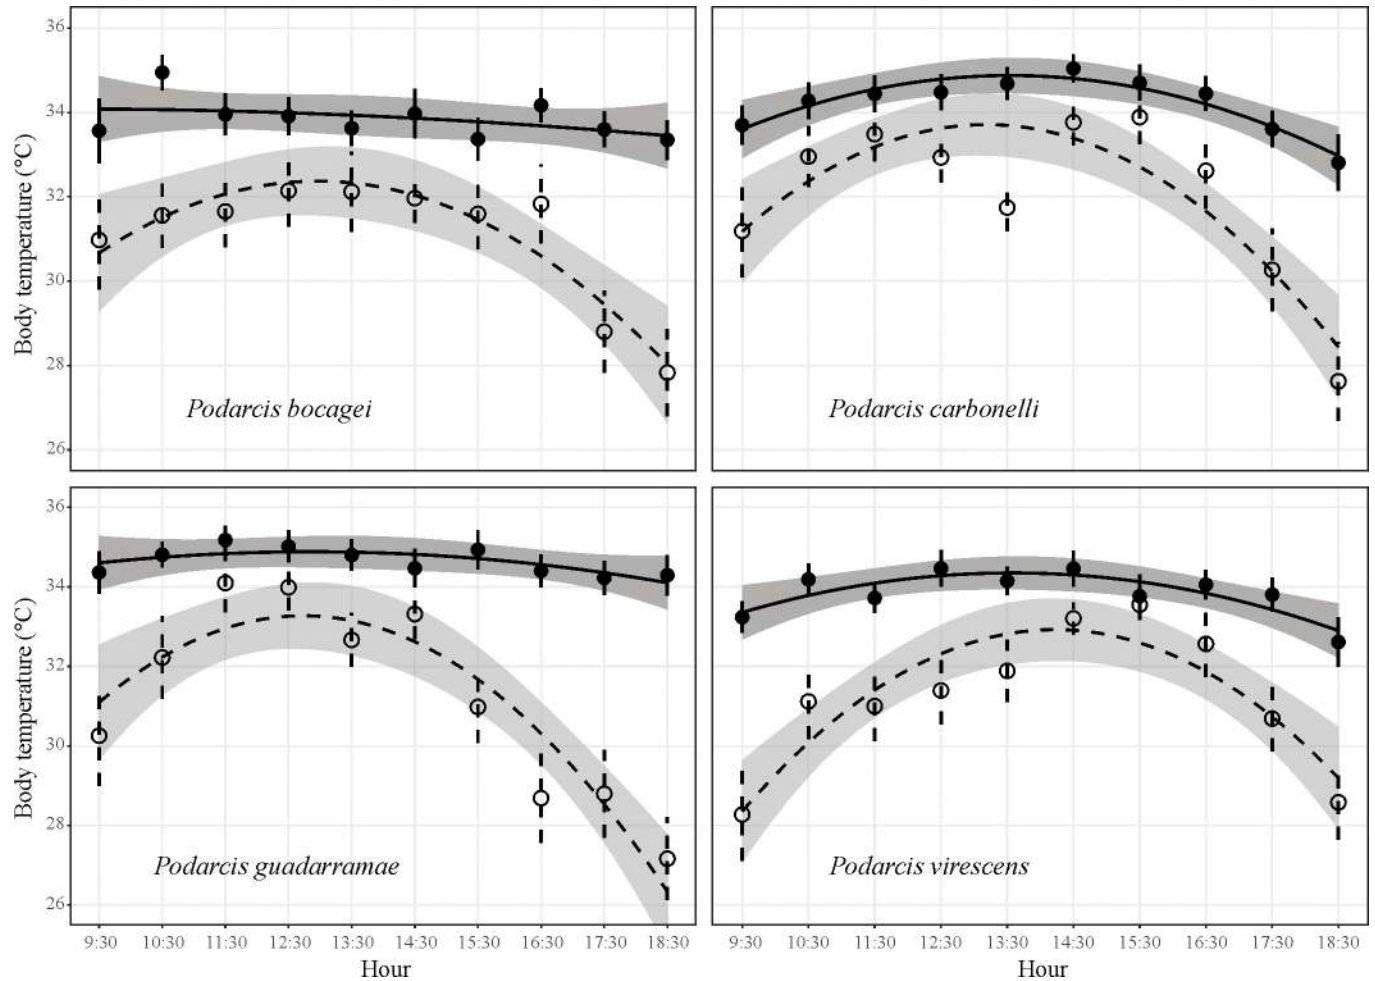 36
34
32
30
28
26
Body temperature (°C)
Podarcis bocagei
Podarcis carbonelli
36
34
32
30
28
26
Body temperature (°C)
Podarcis guadarramae
Podarcis virescens
9:30 10:30 11:30 12:30 13:30 14:30 15:30 16:30 17:30 18:30
9:30 10:30 11:30 12:30 13:30 14:30 15:30 16:30 17:30 18:30
Hour
Hour